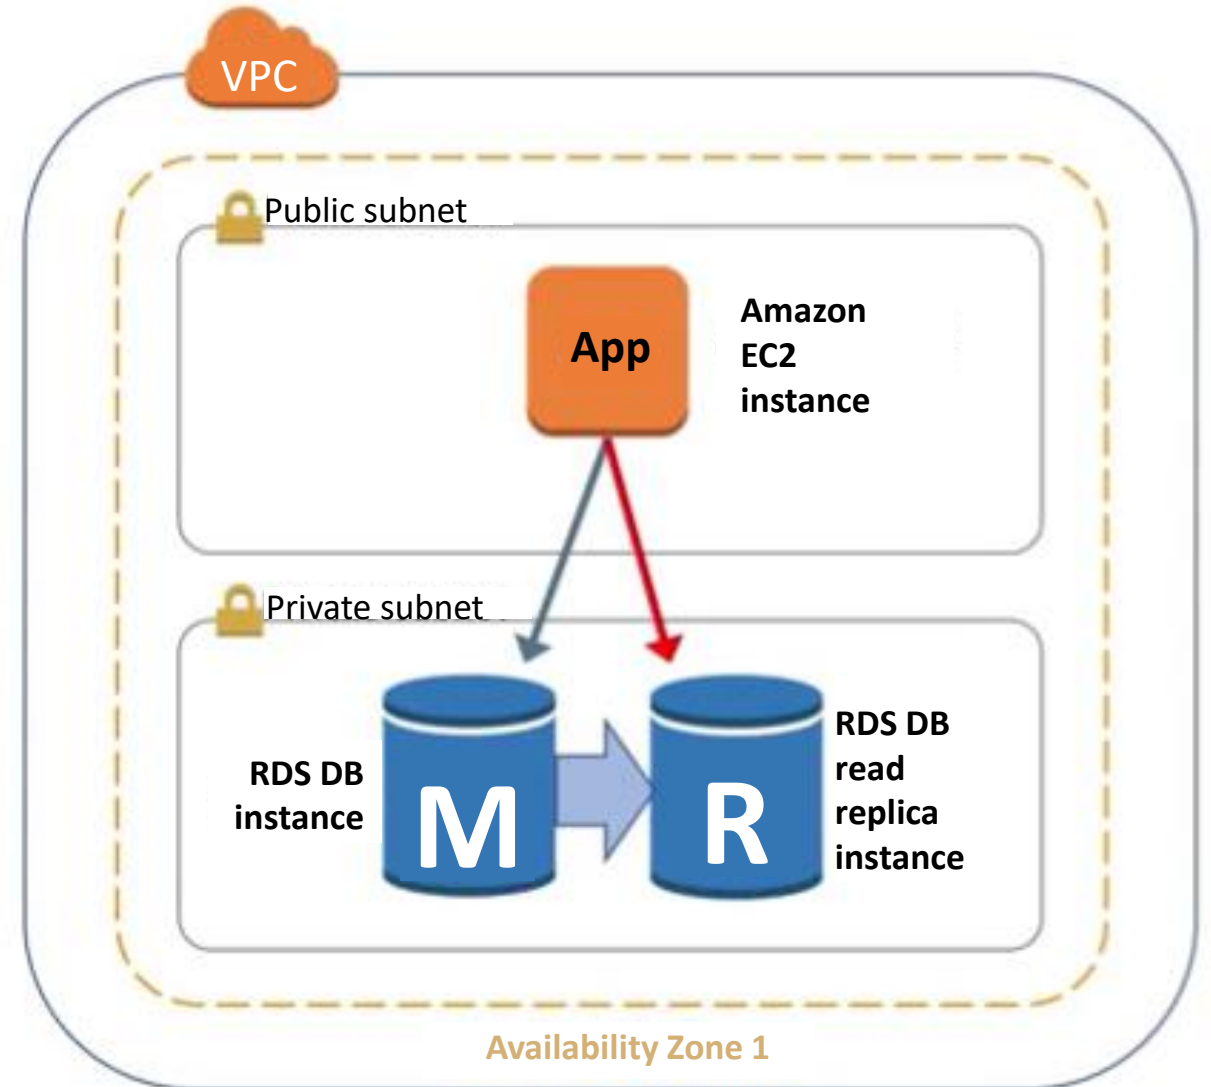 VPC
Public subnet
App
Amazon
EC2
instance
Private subnet
RDS DB
instance
M
R
RDS DB
read
replica
instance
Availability Zone 1